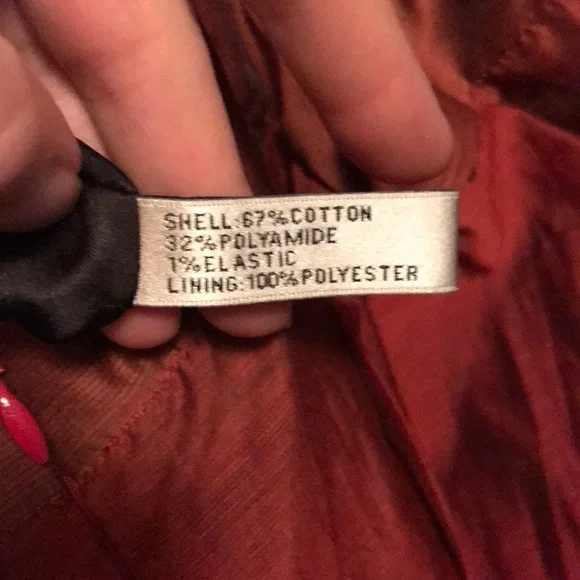 SHELL:67%COTTON
32%POLYAMIDE
1%ELASTIC
LINING:100%POLYESTER